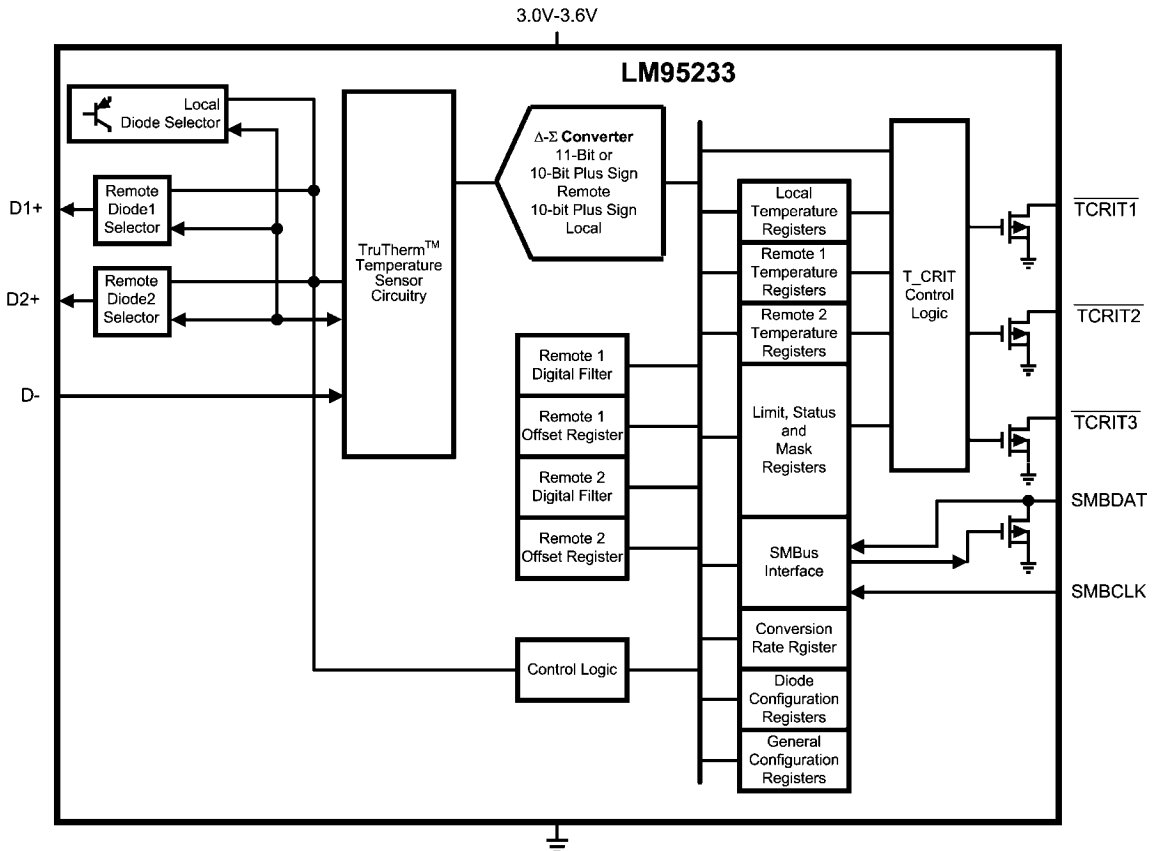 3.0V-3.6V
LM95233
Local
Diode Selector
D1+
Remote
Diode1
Selector
D2+
Remote
Diode2
Selector
D-
TruTherm™
Temperature
Sensor
Circuitry
Δ-Σ Converter
11-Bit or
10-Bit Plus Sign
Remote
10-bit Plus Sign
Local
Remote 1
Digital Filter
Remote 1
Offset Register
Remote 2
Digital Filter
Remote 2
Offset Register
Control Logic
Local
Temperature
Registers
Remote 1
Temperature
Registers
Remote 2
Temperature
Registers
Limit, Status
and
Mask
Registers
SMBus
Interface
Conversion
Rate Rgister
Diode
Configuration
Registers
General
Configuration
Registers
T_CRIT
Control
Logic
TCRIT1
TCRIT2
TCRIT3
SMBDAT
SMBCLK